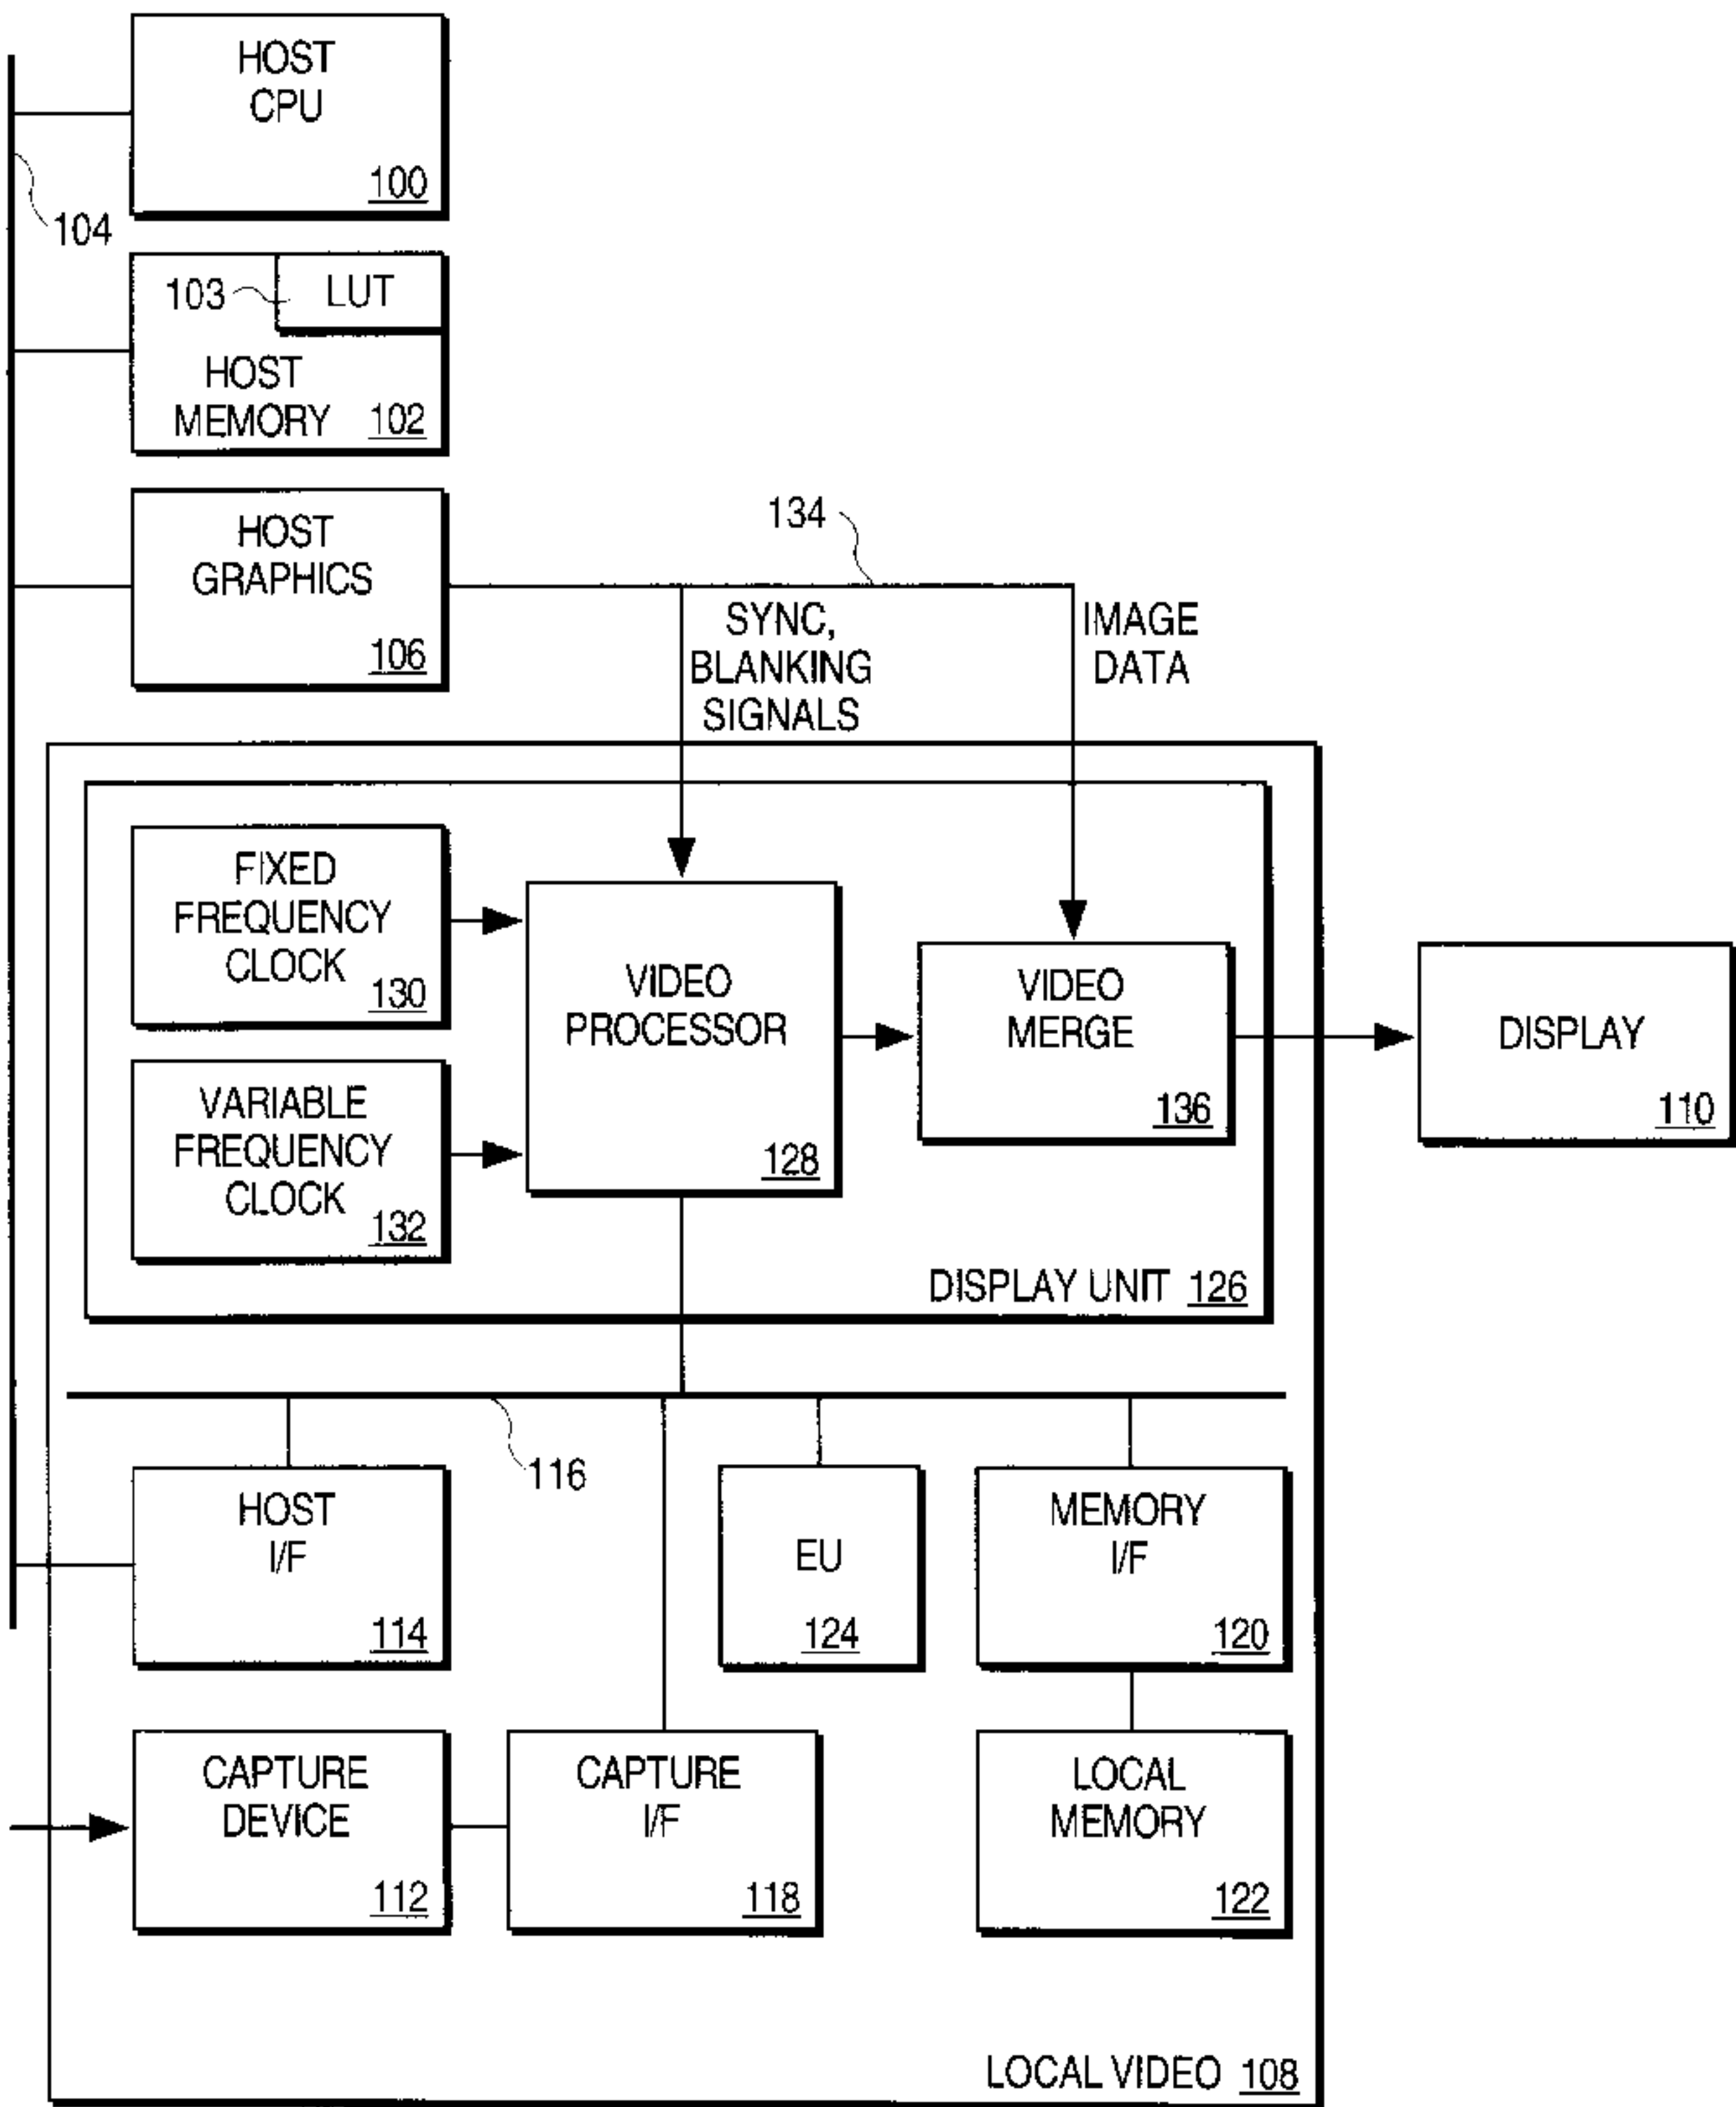 HOST
CPU
100
104
103
LUT
HOST
MEMORY 102
HOST
GRAPHICS
106
134
SYNC,
BLANKING
SIGNALS
IMAGE
DATA
FIXED
FREQUENCY
CLOCK
130
VIDEO
PROCESSOR
128
VIDEO
MERGE
136
DISPLAY
110
VARIABLE
FREQUENCY
CLOCK
132
DISPLAY UNIT 126
116
HOST
I/F
114
EU
124
MEMORY
I/F
120
CAPTURE
DEVICE
112
CAPTURE
I/F
118
LOCAL
MEMORY
122
LOCAL VIDEO 108